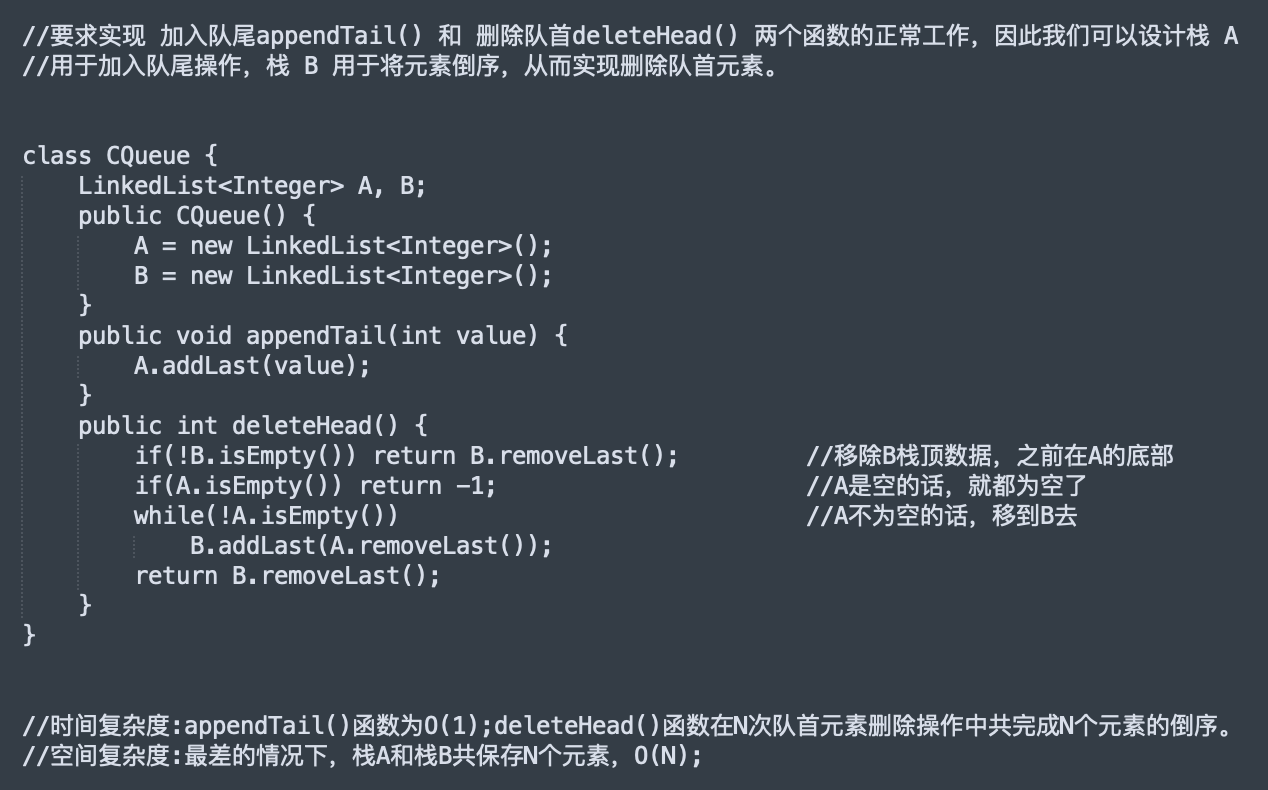 //要求实现 加入队尾appendTail() 和 删除队首deleteHead() 两个函数的正常工作，因此我们可以设计栈 A
//用于加入队尾操作，栈 B 用于将元素倒序，从而实现删除队首元素。
class CQueue {
    LinkedList<Integer> A, B;
    public CQueue() {
        A = new LinkedList<Integer>();
        B = new LinkedList<Integer>();
    }
    public void appendTail(int value) {
        A.addLast(value);
    }
    public int deleteHead() {
        if(!B.isEmpty()) return B.removeLast();         //移除B栈顶数据，之前在A的底部
        if(A.isEmpty()) return -1;                      //A是空的话，就都为空了
        while(!A.isEmpty())                             //A不为空的话，移到B去
            B.addLast(A.removeLast());
        return B.removeLast();
    }
}
//时间复杂度:appendTail()函数为O(1);deleteHead()函数在N次队首元素删除操作中共完成N个元素的倒序。
//空间复杂度:最差的情况下，栈A和栈B共保存N个元素，O(N);